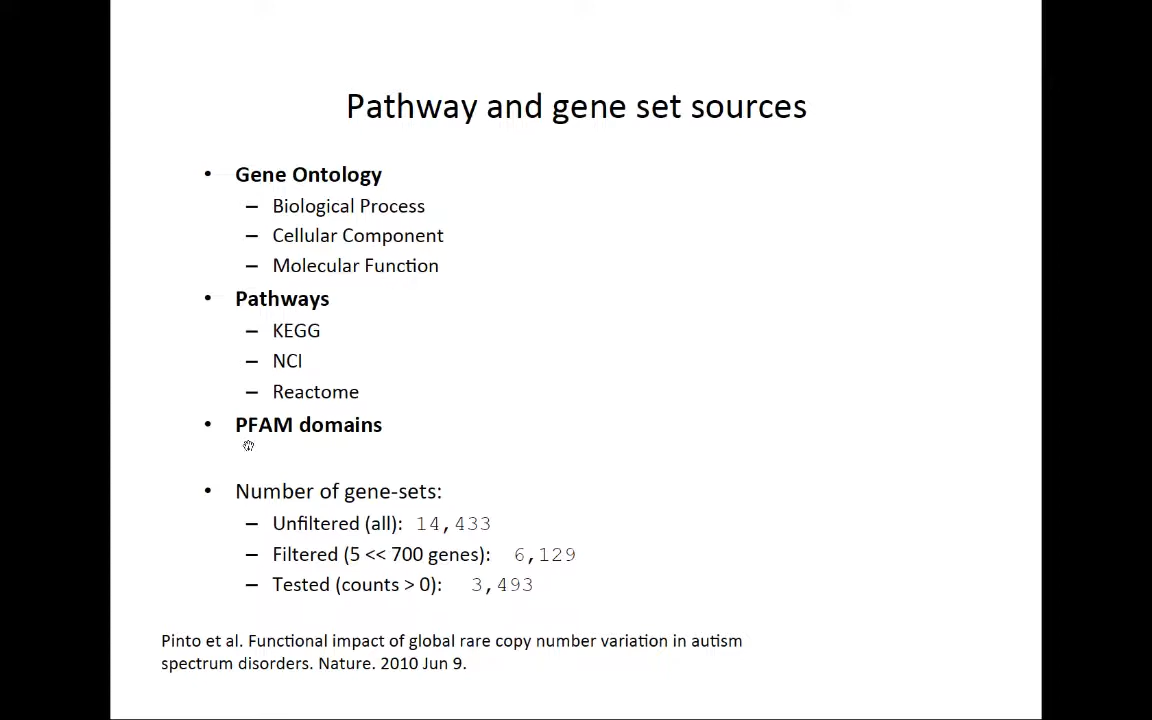 Pathway and gene set sources
• Gene Ontology
– Biological Process
– Cellular Component
– Molecular Function
• Pathways
– KEGG
– NCI
– Reactome
• PFAM domains
• Number of gene-sets:
– Unfiltered (all): 14,433
– Filtered (5 << 700 genes): 6,129
– Tested (counts > 0): 3,493
Pinto et al. Functional impact of global rare copy number variation in autism
spectrum disorders. Nature. 2010 Jun 9.